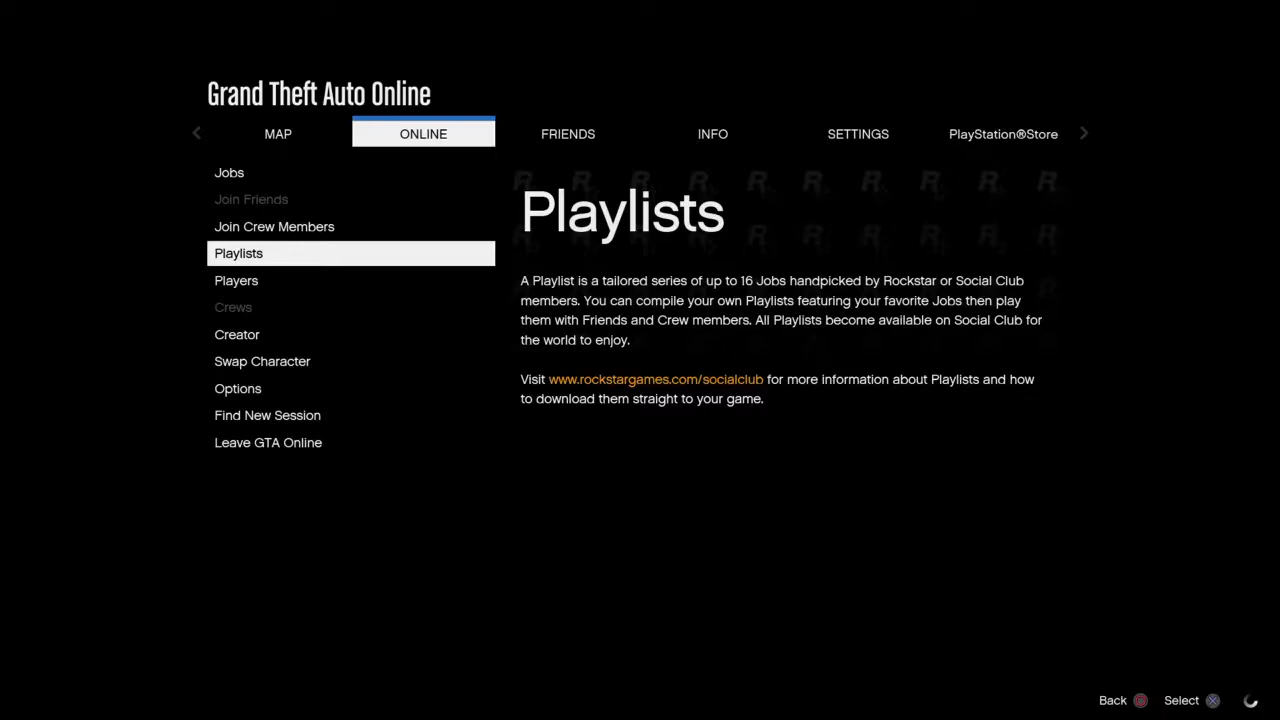 Grand Theft Auto Online
MAP
ONLINE
FRIENDS
INFO
SETTINGS
PlayStation®Store
Jobs
Join Friends
Join Crew Members
Playlists
Players
Crews
Creator
Swap Character
Options
Find New Session
Leave GTA Online
Playlists
A Playlist is a tailored series of up to 16 Jobs handpicked by Rockstar or Social Club
members. You can compile your own Playlists featuring your favorite Jobs then play
them with Friends and Crew members. All Playlists become available on Social Club for
the world to enjoy.
Visit www.rockstargames.com/socialclub for more information about Playlists and how
to download them straight to your game.
Back
Select